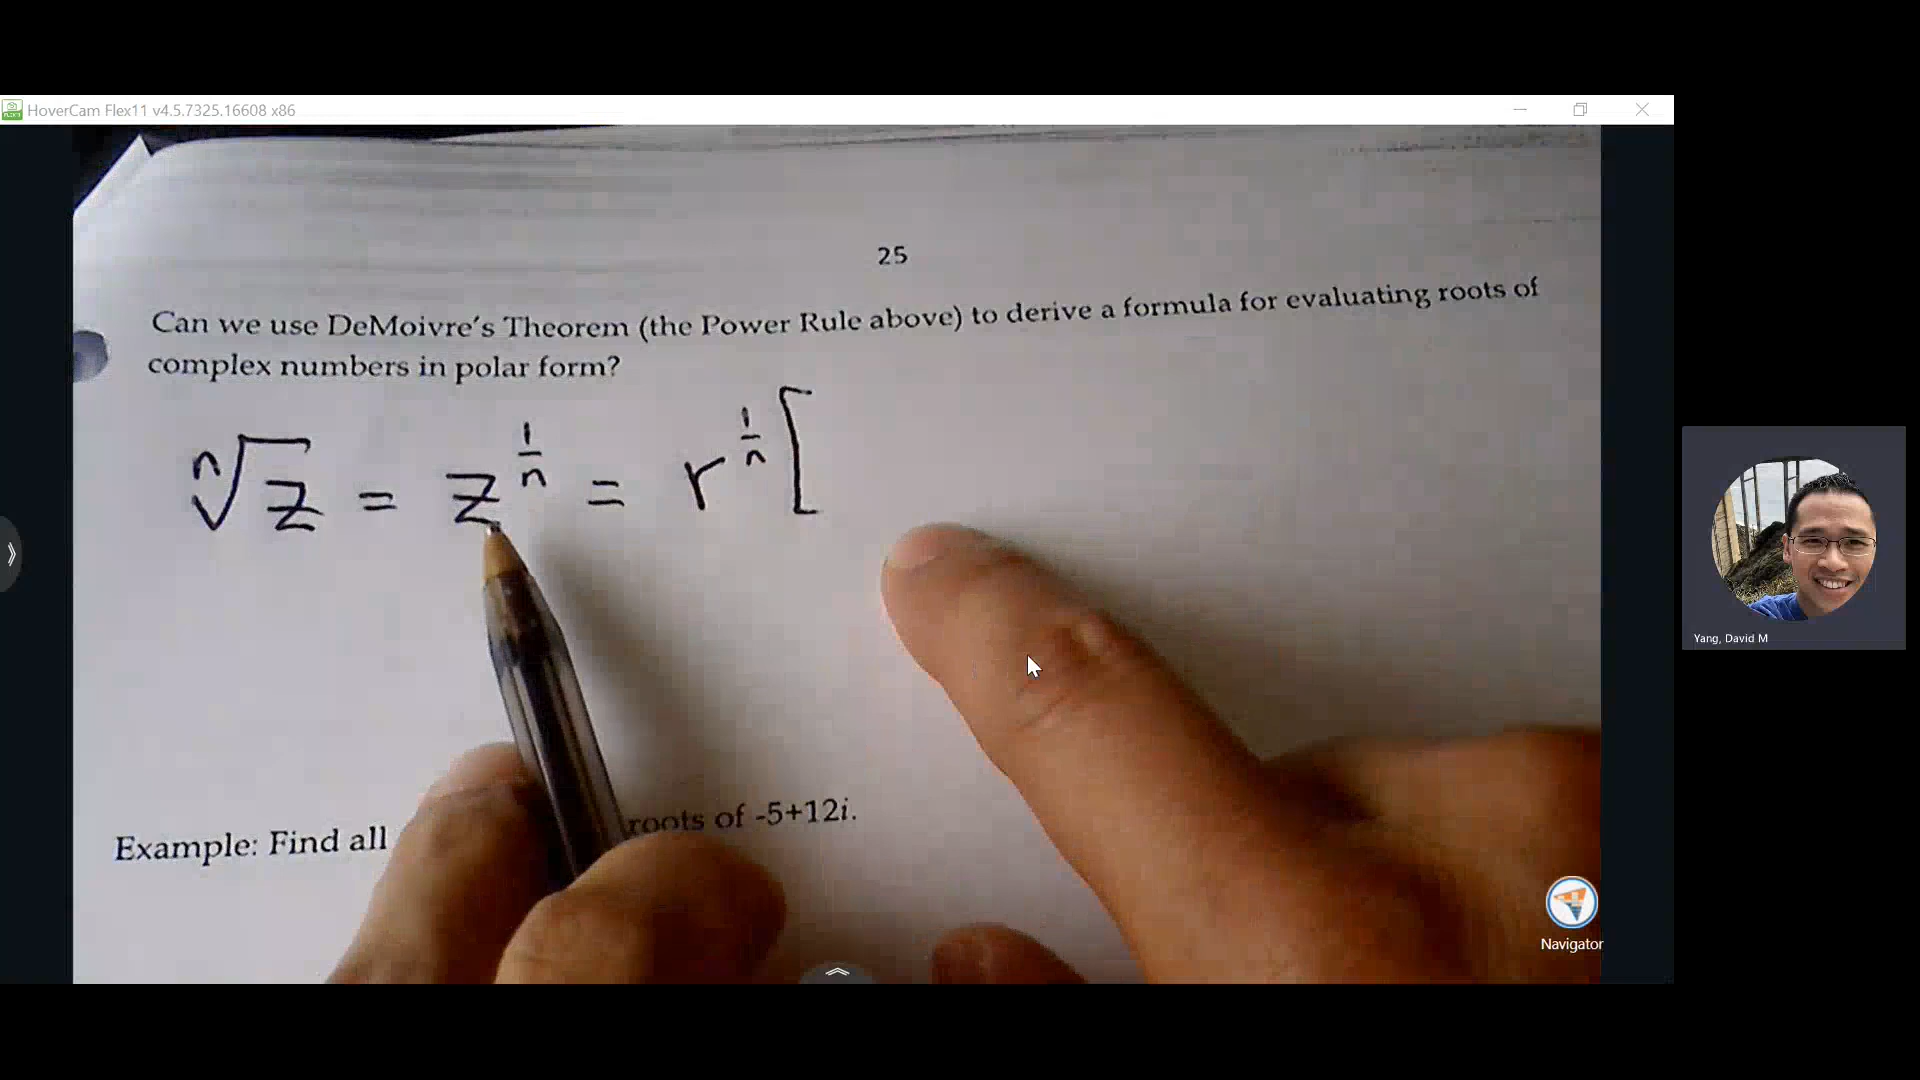 HoverCam Flex11 v4.5.7325.16608 x86
25
Can we use DeMoivre's Theorem (the Power Rule above) to derive a formula for evaluating roots of
complex numbers in polar form?
ⁿ√z = z^(1/n) = r^(1/n) [
Example: Find all roots of -5+12i.
Navigator
Yang, David M